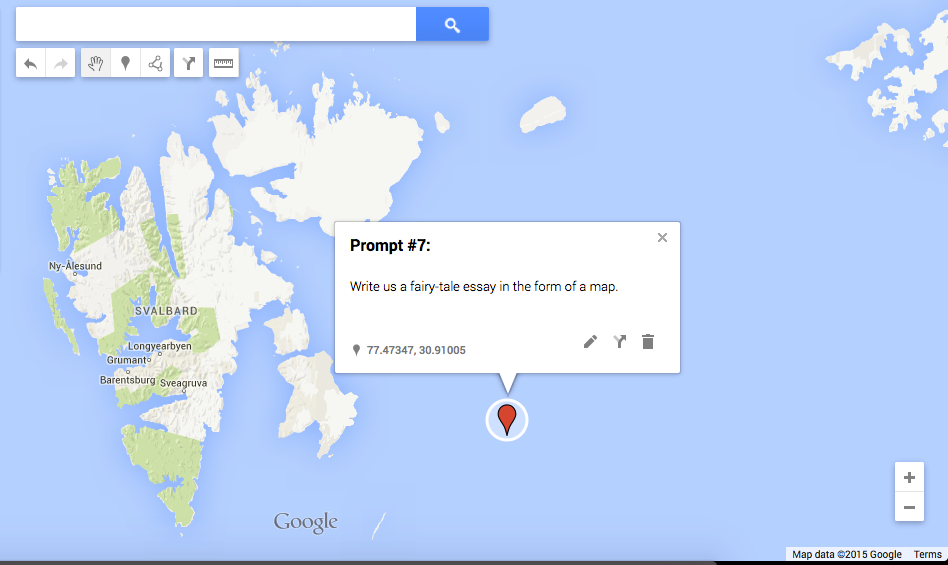 Prompt #7:
Write us a fairy-tale essay in the form of a map.
77.47347, 30.91005
Ny-Ålesund
SVALBARD
Longyearbyen
Grumant
Barentsburg
Sveagruva
Google
Map data ©2015 Google
Terms